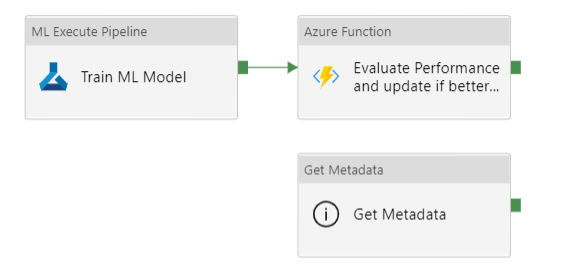 ML Execute Pipeline
Train ML Model
Azure Function
Evaluate Performance
and update if better...
Get Metadata
Get Metadata